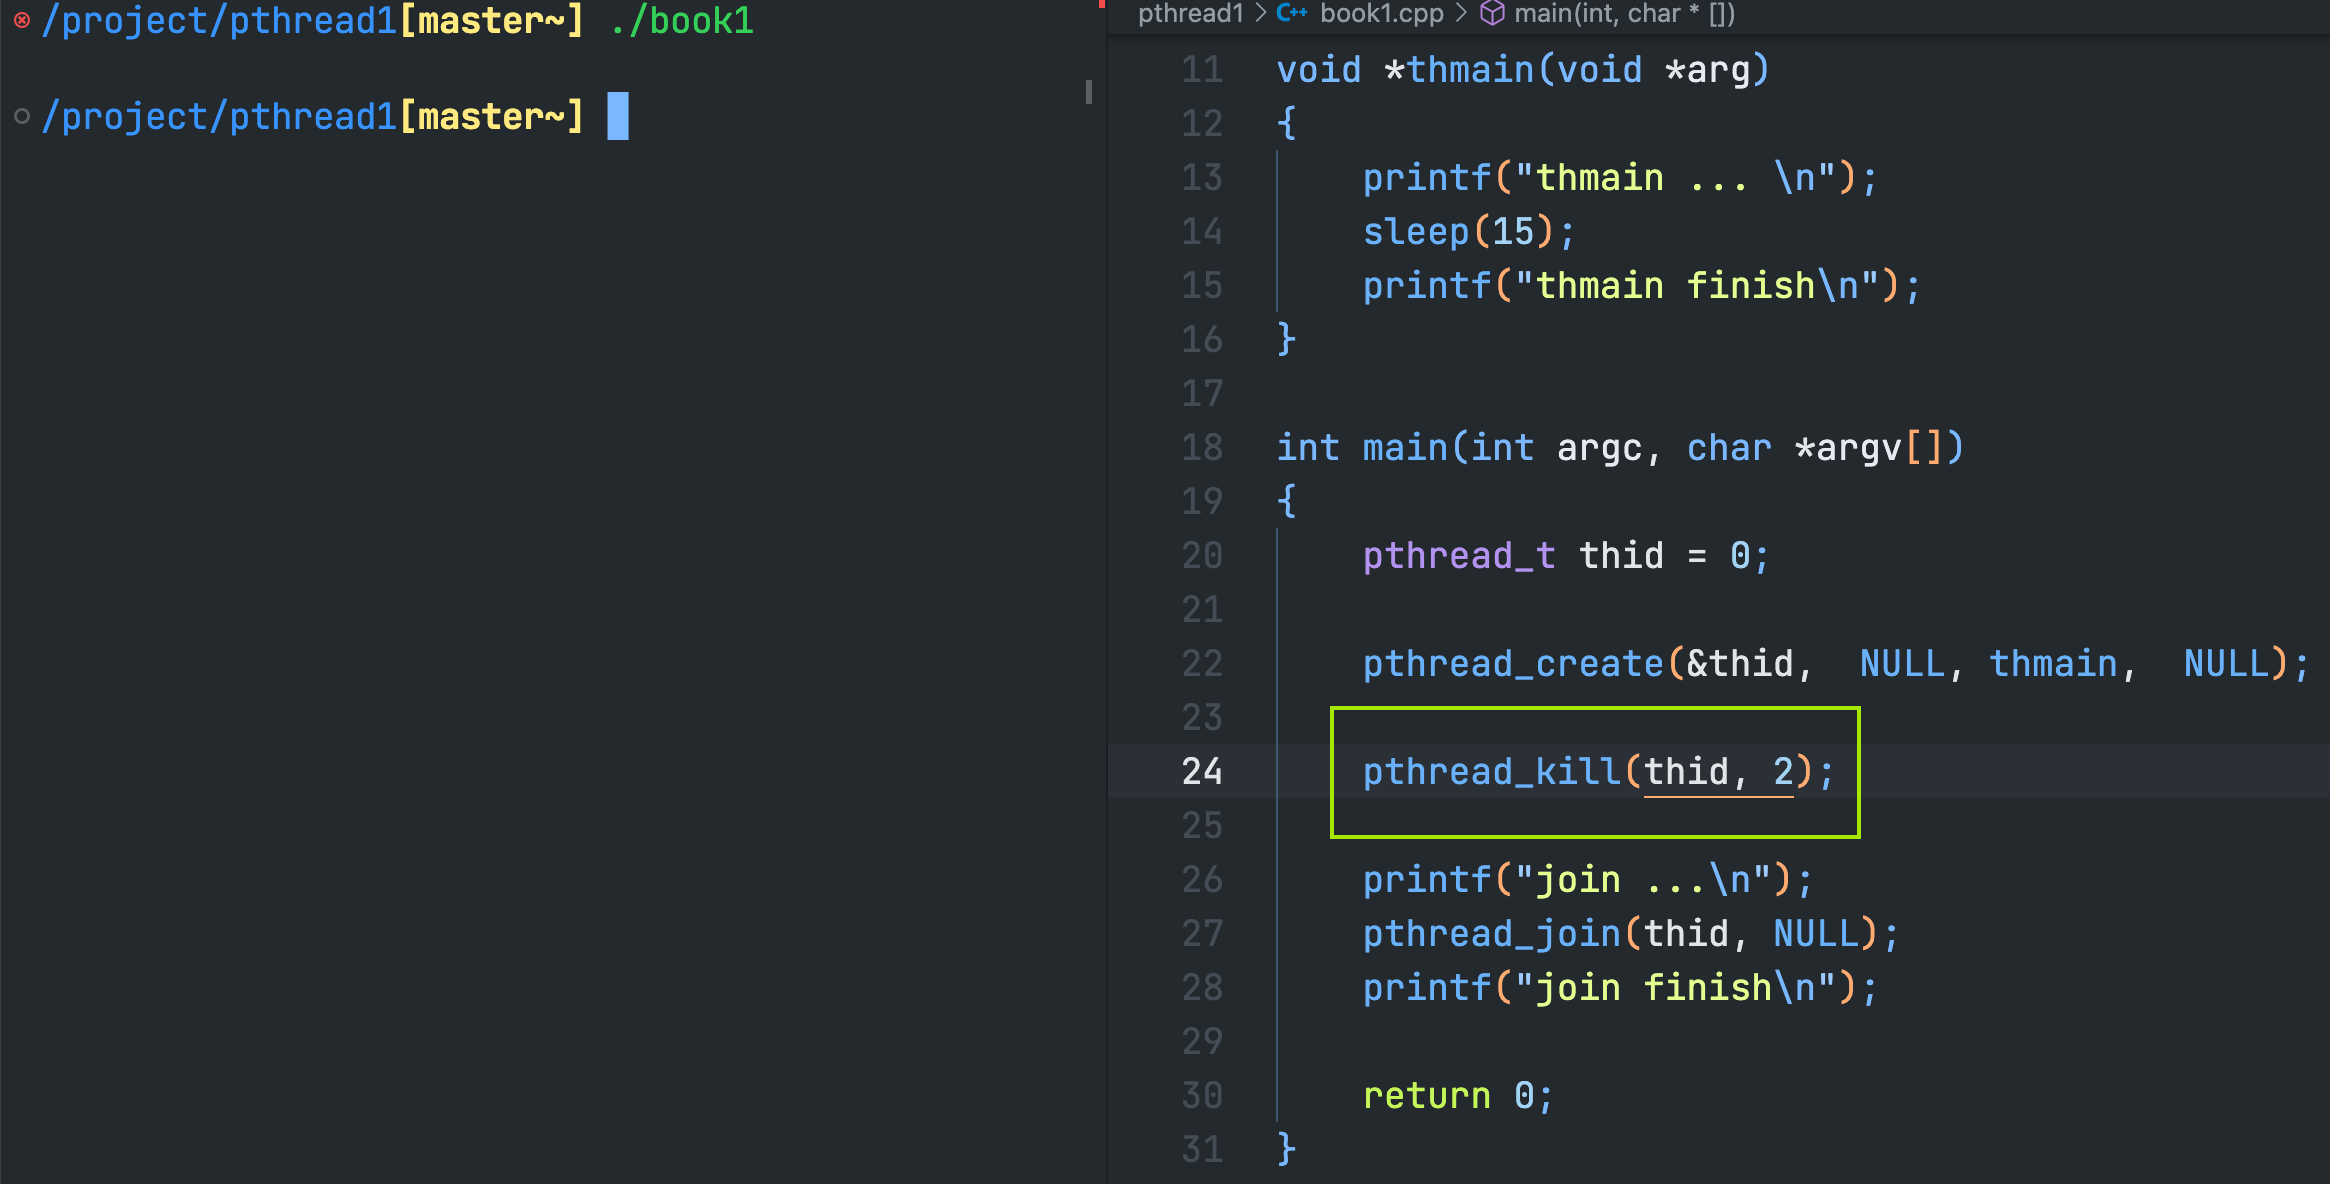 /project/pthread1[master~] ./book1
/project/pthread1[master~]
pthread1 > C++ book1.cpp > main(int, char * [])
11 void *thmain(void *arg)
12 {
13     printf("thmain ... \n");
14     sleep(15);
15     printf("thmain finish\n");
16 }
17
18 int main(int argc, char *argv[])
19 {
20     pthread_t thid = 0;
21
22     pthread_create(&thid,  NULL, thmain,  NULL);
23
24     pthread_kill(thid, 2);
25
26     printf("join ...\n");
27     pthread_join(thid, NULL);
28     printf("join finish\n");
29
30     return 0;
31 }